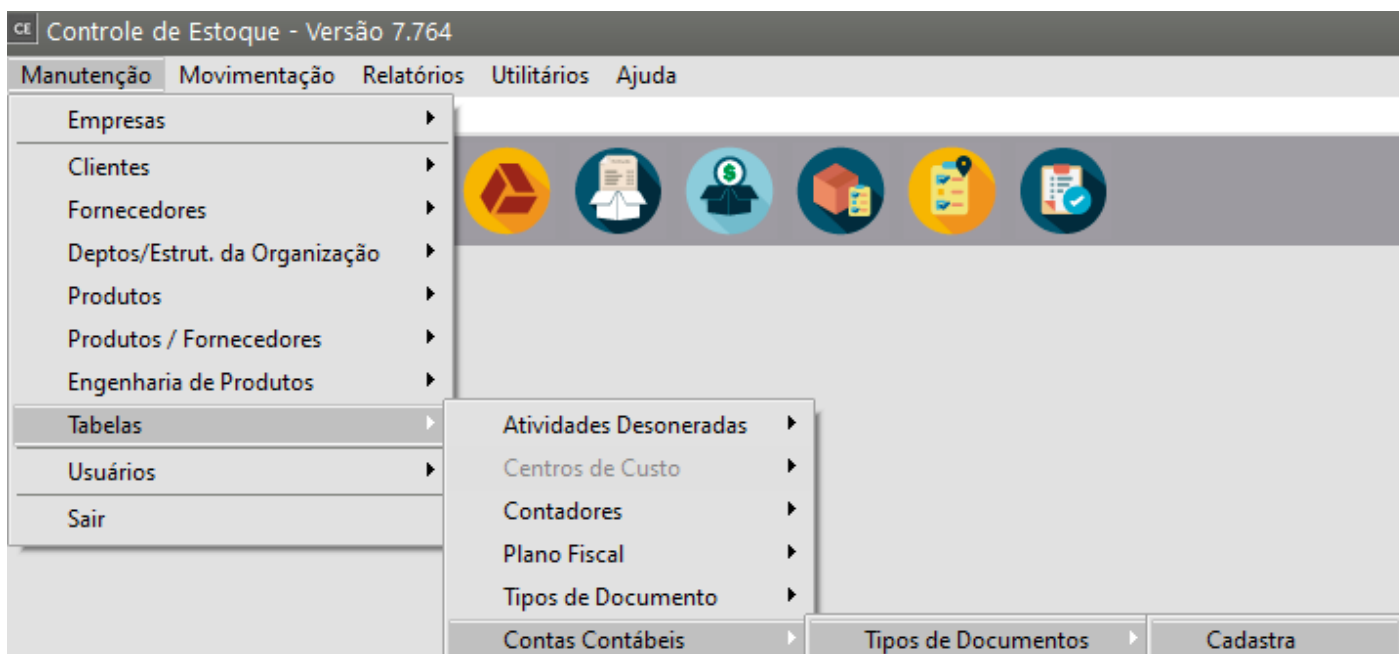 CE Controle de Estoque - Versão 7.764
Manutenção Movimentação Relatórios Utilitários Ajuda
Empresas
Clientes
Fornecedores
Deptos/Estrut. da Organização
Produtos
Produtos / Fornecedores
Engenharia de Produtos
Tabelas
Usuários
Sair
Atividades Desoneradas
Centros de Custo
Contadores
Plano Fiscal
Tipos de Documento
Contas Contábeis
Tipos de Documentos
Cadastra